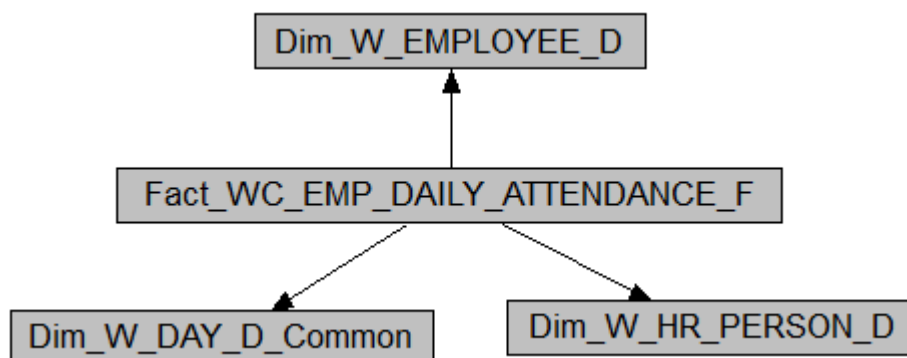 Dim_W_EMPLOYEE_D
Fact_WC_EMP_DAILY_ATTENDANCE_F
Dim_W_DAY_D_Common
Dim_W_HR_PERSON_D